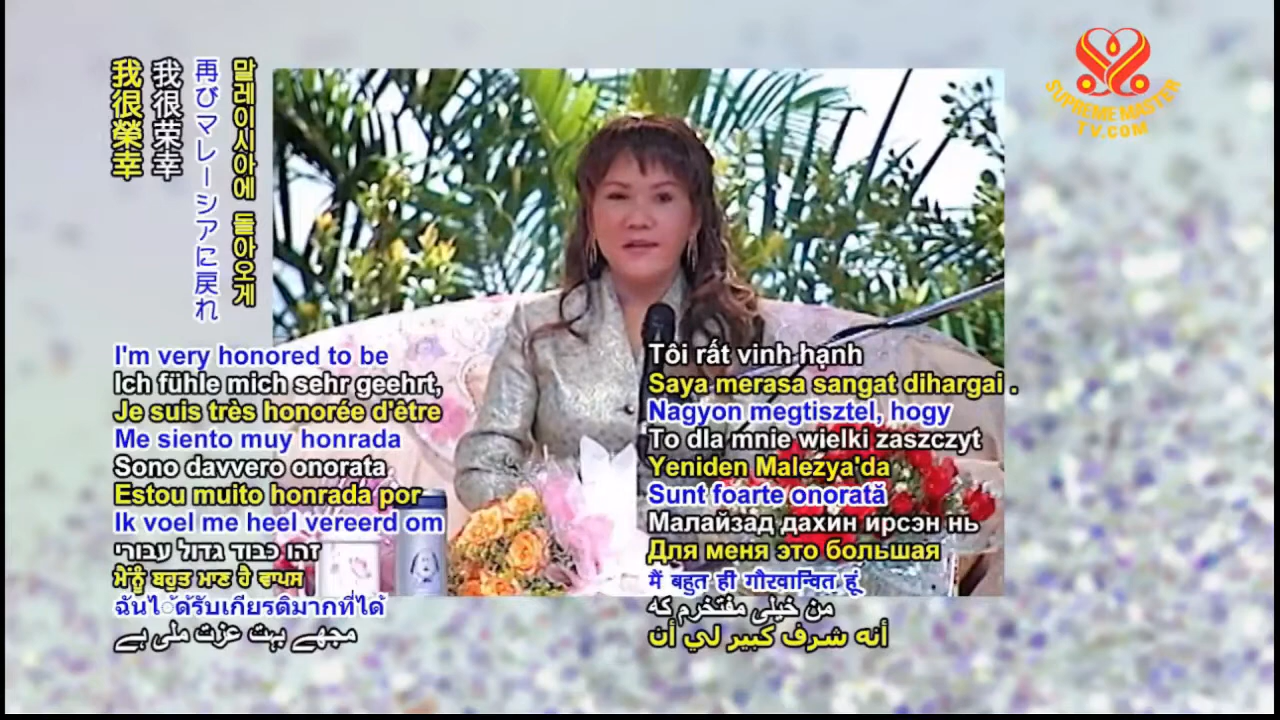 我很榮幸
我很荣幸
再びマレーシアに戻れ
말레이시아에 돌아오게
SUPREME MASTER
TV.COM
I'm very honored to be
Ich fühle mich sehr geehrt,
Je suis très honorée d'être
Me siento muy honrada
Sono davvero onorata
Estou muito honrada por
Ik voel me heel vereerd om
זהו כבוד גדול עבורי
ਮੈਨੂੰ ਬਹੁਤ ਮਾਣ ਹੈ ਵਾਪਸ
ฉันได้รับเกียรติมากที่ได้
مجھے بہت عزت ملی ہے
Tôi rất vinh hạnh
Saya merasa sangat dihargai .
Nagyon megtisztel, hogy
To dla mnie wielki zaszczyt
Yeniden Malezya'da
Sunt foarte onorată
Малайзад дахин ирсэн нь
Для меня это большая
मैं बहुत ही गौरवान्वित हूं
من خیلی مفتخرم که
أنه شرف كبير لي أن